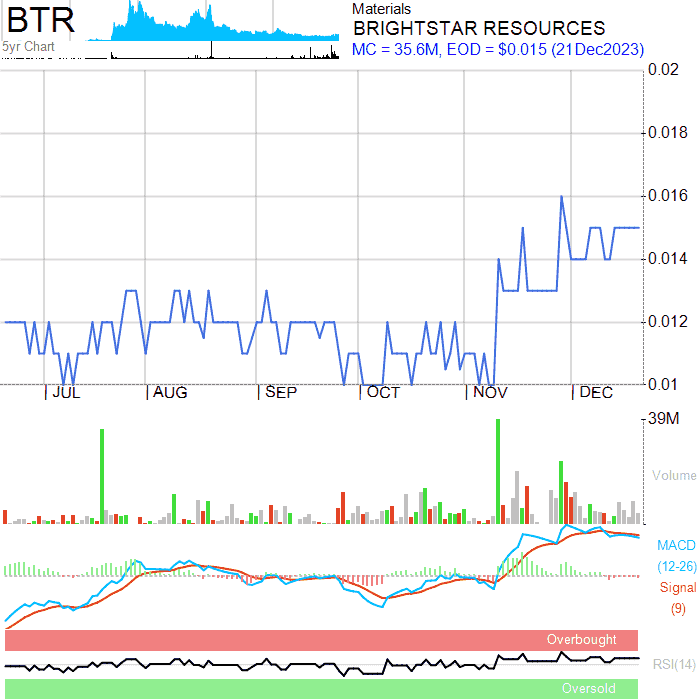 BTR
5yr Chart
Materials
BRIGHTSTAR RESOURCES
MC = 35.6M, EOD = $0.015 (21Dec2023)
0.02
0.018
0.016
0.014
0.012
0.01
JUL AUG SEP OCT NOV DEC
39M
Volume
MACD
(12-26)
Signal
(9)
Overbought
RSI(14)
Oversold